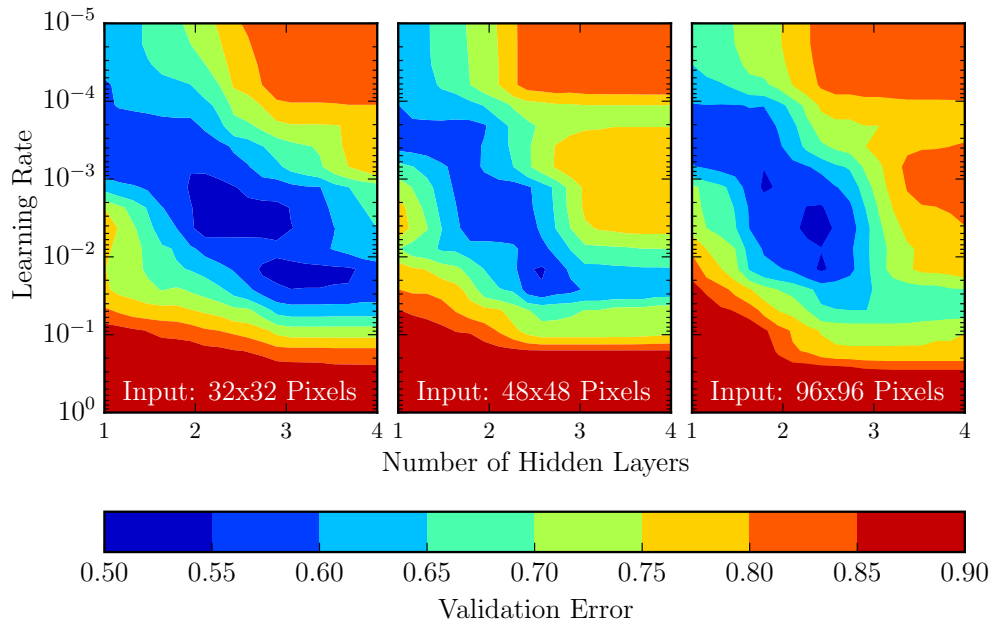 10⁻⁵
10⁻⁴
10⁻³
10⁻²
10⁻¹
10⁰
Learning Rate
Input: 32x32 Pixels
Input: 48x48 Pixels
Input: 96x96 Pixels
1 2 3 4 1 2 3 4 1 2 3 4
Number of Hidden Layers
0.50 0.55 0.60 0.65 0.70 0.75 0.80 0.85 0.90
Validation Error